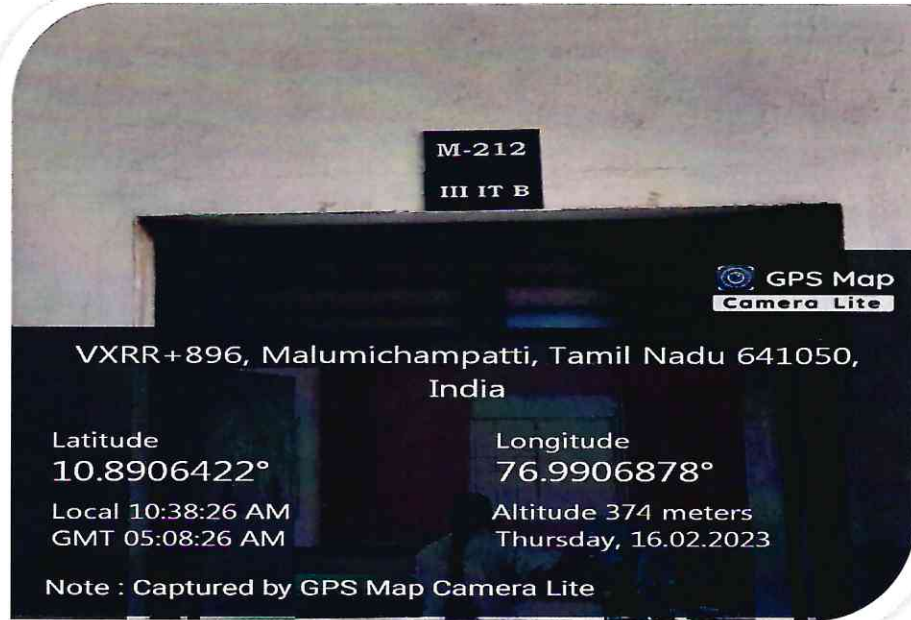 M-212
III IT B
GPS Map
Camera Lite
VXRR+896, Malumichampatti, Tamil Nadu 641050,
India
Latitude
10.8906422°
Longitude
76.9906878°
Local 10:38:26 AM
GMT 05:08:26 AM
Altitude 374 meters
Thursday, 16.02.2023
Note : Captured by GPS Map Camera Lite